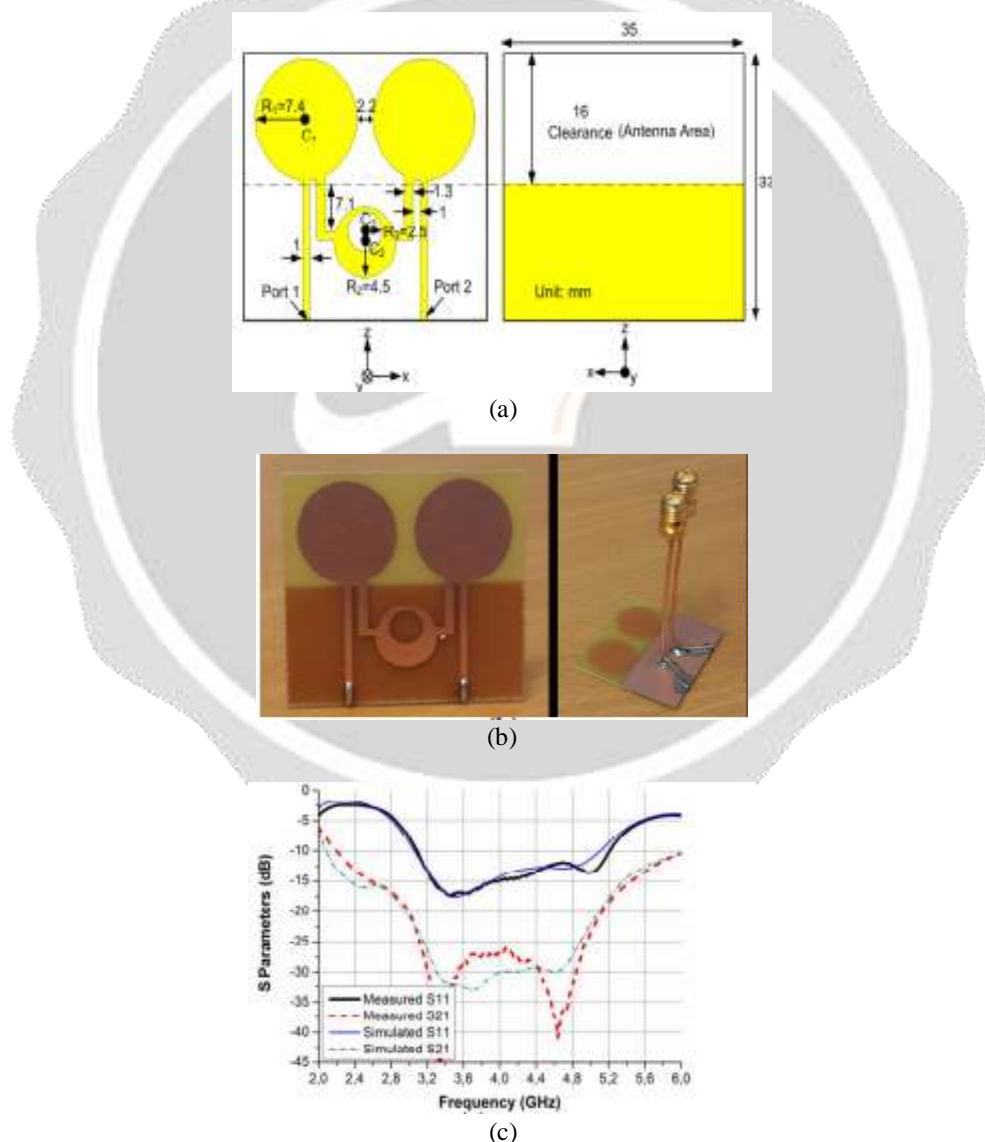 35
R₁=7.4
C₁
2.2
16
Clearance (Antenna Area)
7.1
1.3
1
C₂
R₃=2.5
1
R₂=4.5
Port 1
Port 2
Unit: mm
z
y
x
z
x
y
(a)
(b)
S Parameters (dB)
0
-5
-10
-15
-20
-25
-30
-35
-40
-45
Measured S11
Measured S21
Simulated S11
Simulated S21
2,0
2,4
2,8
3,2
3,6
4,0
4,4
4,8
5,2
5,6
6,0
Frequency (GHz)
(c)